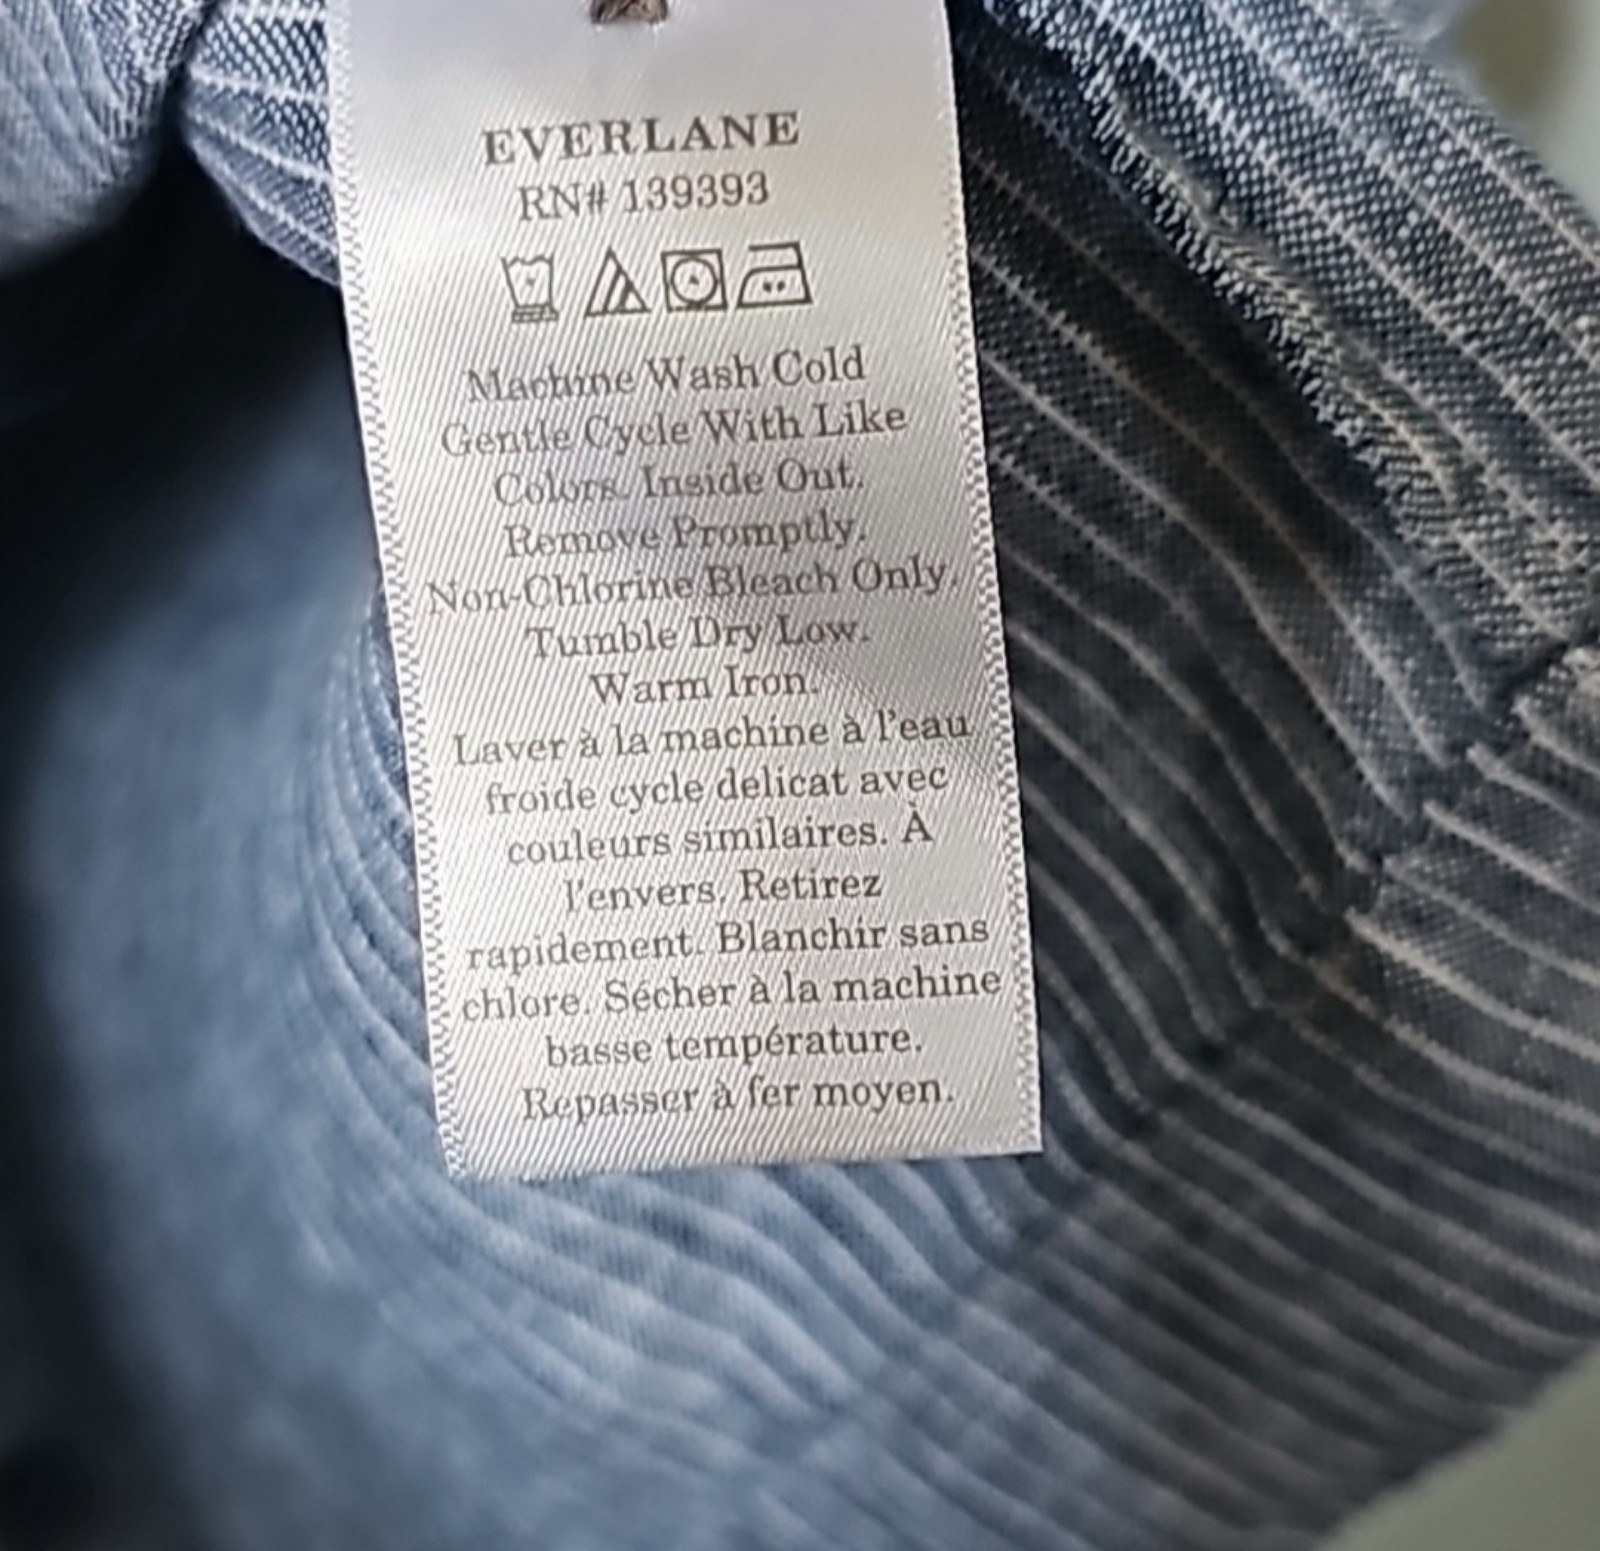 EVERLANE
RN# 139393
Machine Wash Cold
Gentle Cycle With Like
Colors. Inside Out.
Remove Promptly.
Non-Chlorine Bleach Only.
Tumble Dry Low.
Warm Iron.
Laver à la machine à l'eau
froide cycle delicat avec
couleurs similaires. À
l'envers. Retirez
rapidement. Blanchir sans
chlore. Sécher à la machine
basse température.
Repasser à fer moyen.